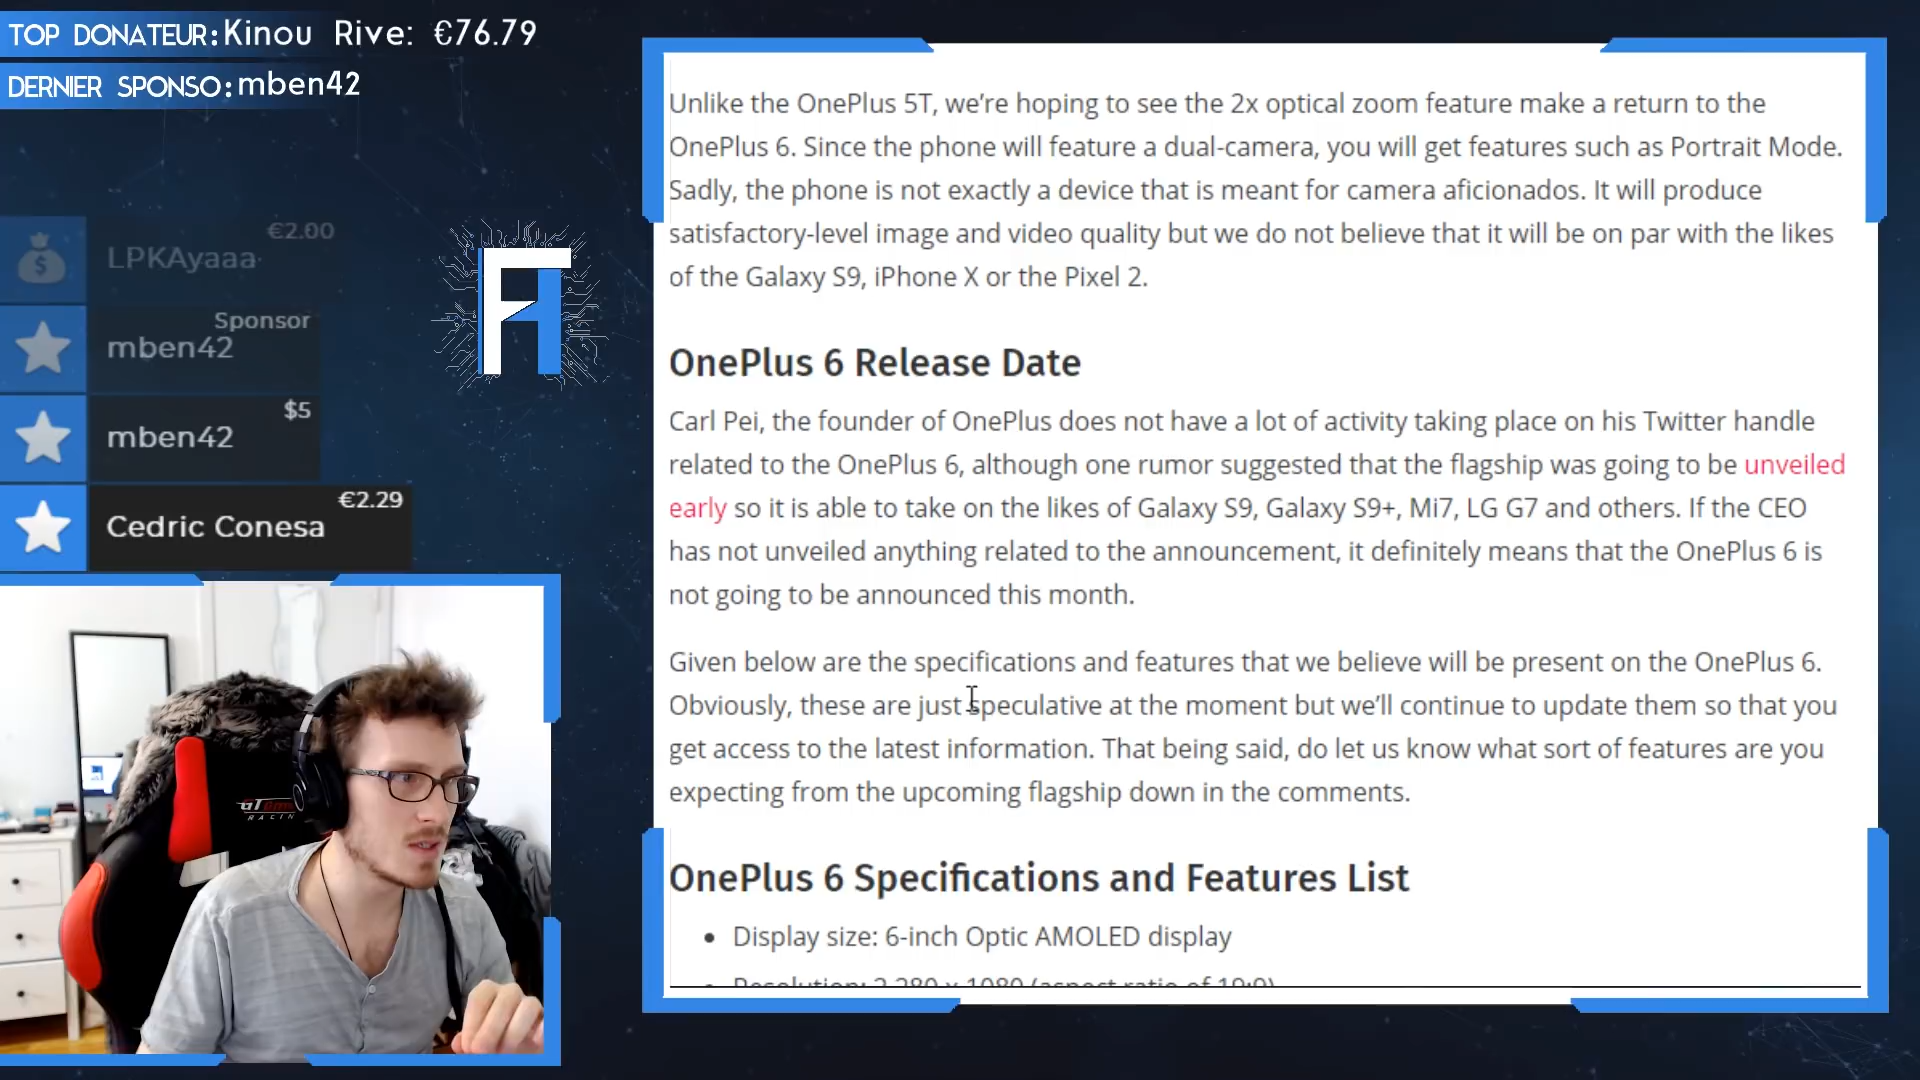 TOP DONATEUR: Kinou Rive: €76.79
DERNIER SPONSO: mben42
€2.00
LPKAyaaa
Sponsor
mben42
$5
mben42
€2.29
Cedric Conesa
GT
RACING
Unlike the OnePlus 5T, we’re hoping to see the 2x optical zoom feature make a return to the
OnePlus 6. Since the phone will feature a dual-camera, you will get features such as Portrait Mode.
Sadly, the phone is not exactly a device that is meant for camera aficionados. It will produce
satisfactory-level image and video quality but we do not believe that it will be on par with the likes
of the Galaxy S9, iPhone X or the Pixel 2.
OnePlus 6 Release Date
Carl Pei, the founder of OnePlus does not have a lot of activity taking place on his Twitter handle
related to the OnePlus 6, although one rumor suggested that the flagship was going to be unveiled
early so it is able to take on the likes of Galaxy S9, Galaxy S9+, Mi7, LG G7 and others. If the CEO
has not unveiled anything related to the announcement, it definitely means that the OnePlus 6 is
not going to be announced this month.
Given below are the specifications and features that we believe will be present on the OnePlus 6.
Obviously, these are just speculative at the moment but we’ll continue to update them so that you
get access to the latest information. That being said, do let us know what sort of features are you
expecting from the upcoming flagship down in the comments.
OnePlus 6 Specifications and Features List
• Display size: 6-inch Optic AMOLED display
• Resolution: 2,280 x 1080 (aspect ratio of 19:9)